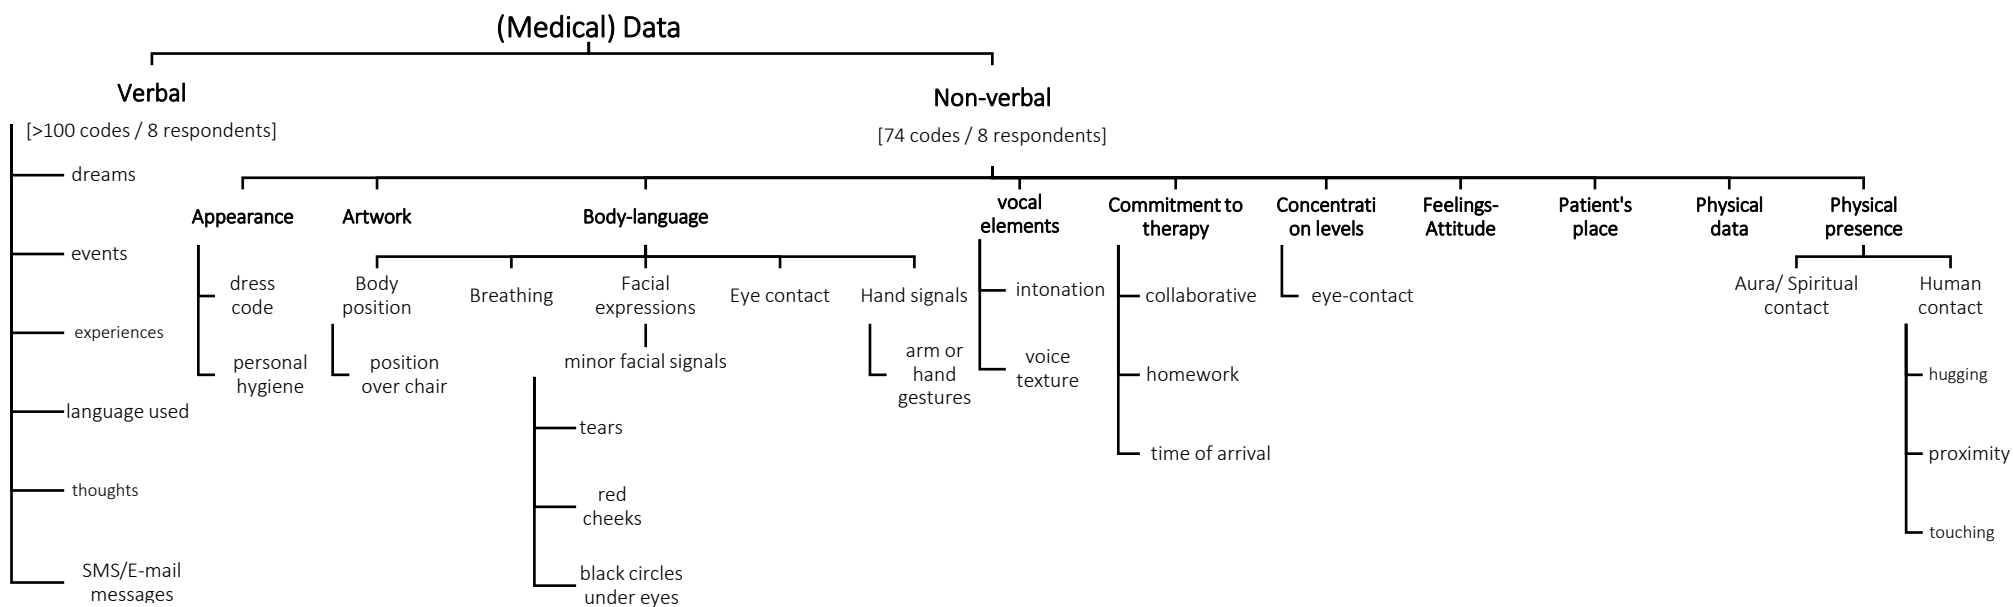 (Medical) Data
Verbal
[>100 codes / 8 respondents]
dreams
events
experiences
language used
thoughts
SMS/E-mail
messages
Non-verbal
[74 codes / 8 respondents]
Appearance
dress
code
personal
hygiene
Artwork
Body-language
Body
position
position
over chair
Breathing
Facial
expressions
minor facial signals
tears
red
cheeks
black circles
under eyes
Eye contact
Hand signals
arm or
hand
gestures
vocal
elements
intonation
voice
texture
Commitment to
therapy
collaborative
homework
time of arrival
Concentrati
on levels
eye-contact
Feelings-
Attitude
Patient's
place
Physical
data
Physical
presence
Aura/ Spiritual
contact
Human
contact
hugging
proximity
touching